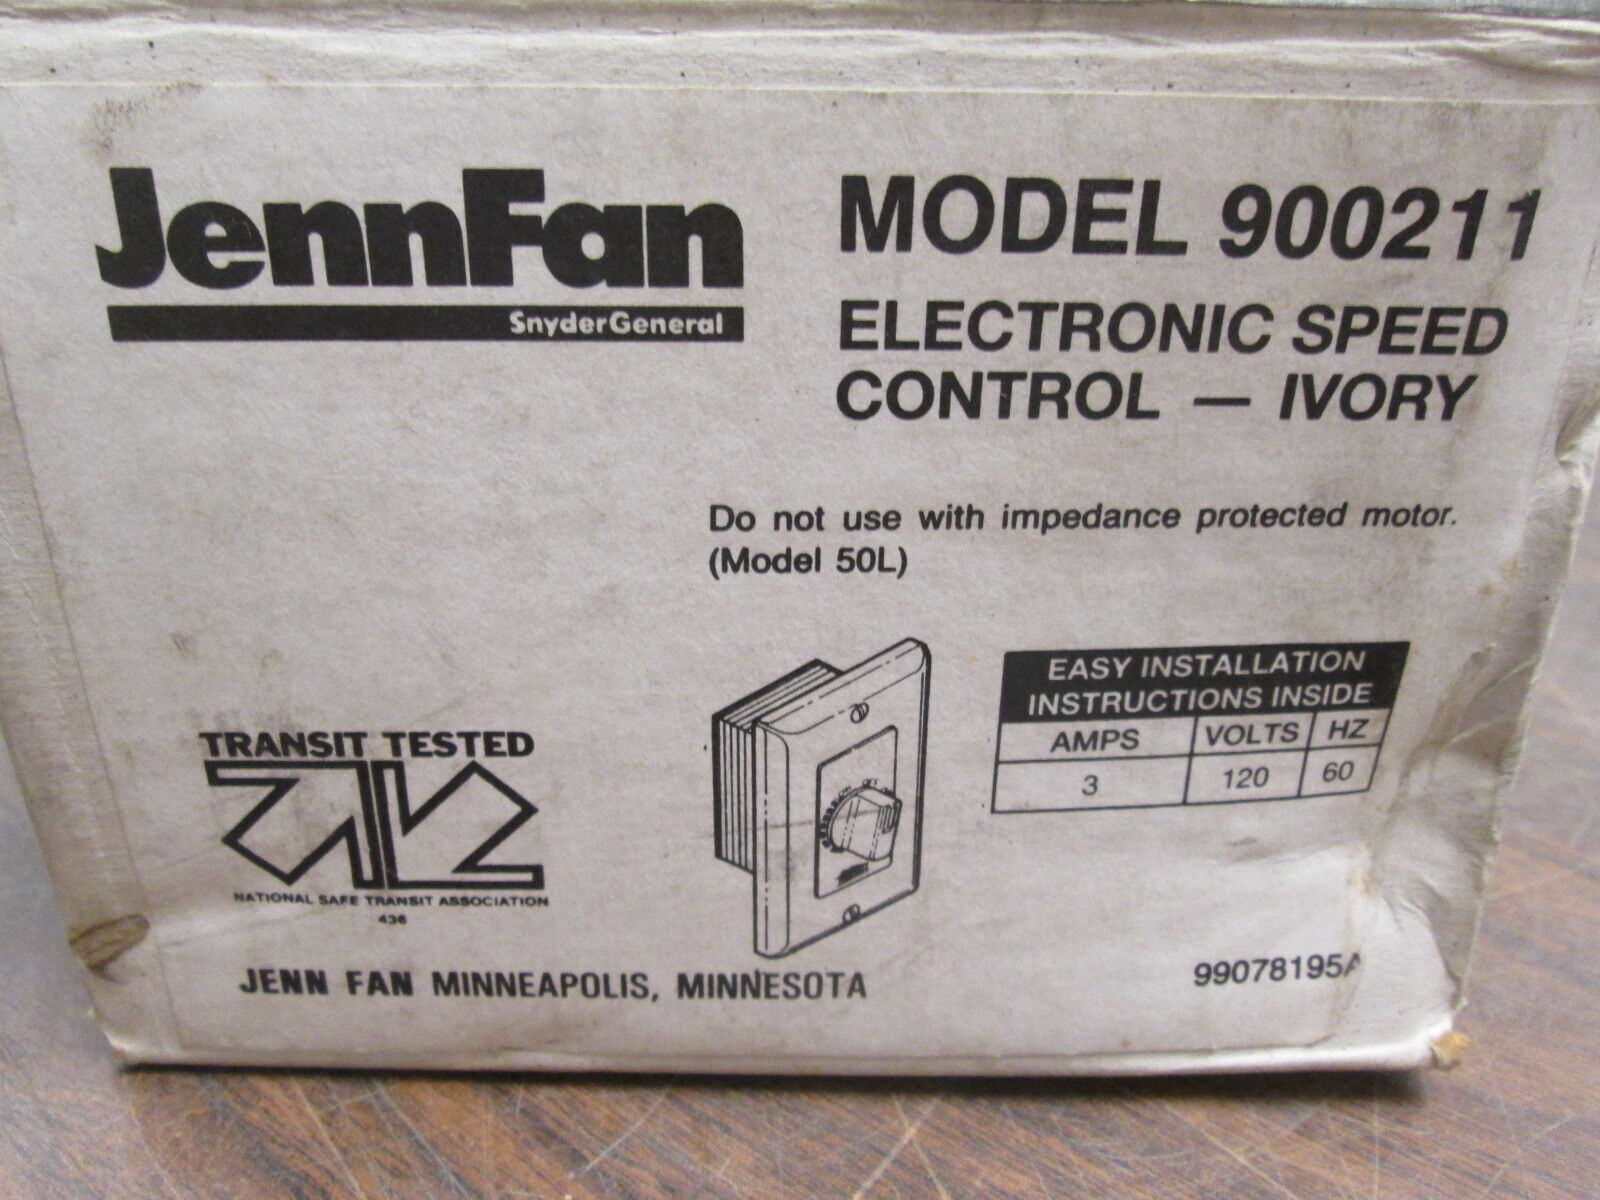 JennFan
SnyderGeneral
MODEL 900211
ELECTRONIC SPEED
CONTROL — IVORY
Do not use with impedance protected motor.
(Model 50L)
EASY INSTALLATION
INSTRUCTIONS INSIDE
AMPS VOLTS HZ
3 120 60
TRANSIT TESTED
NATIONAL SAFE TRANSIT ASSOCIATION
436
OFF
JENN FAN MINNEAPOLIS, MINNESOTA
99078195A